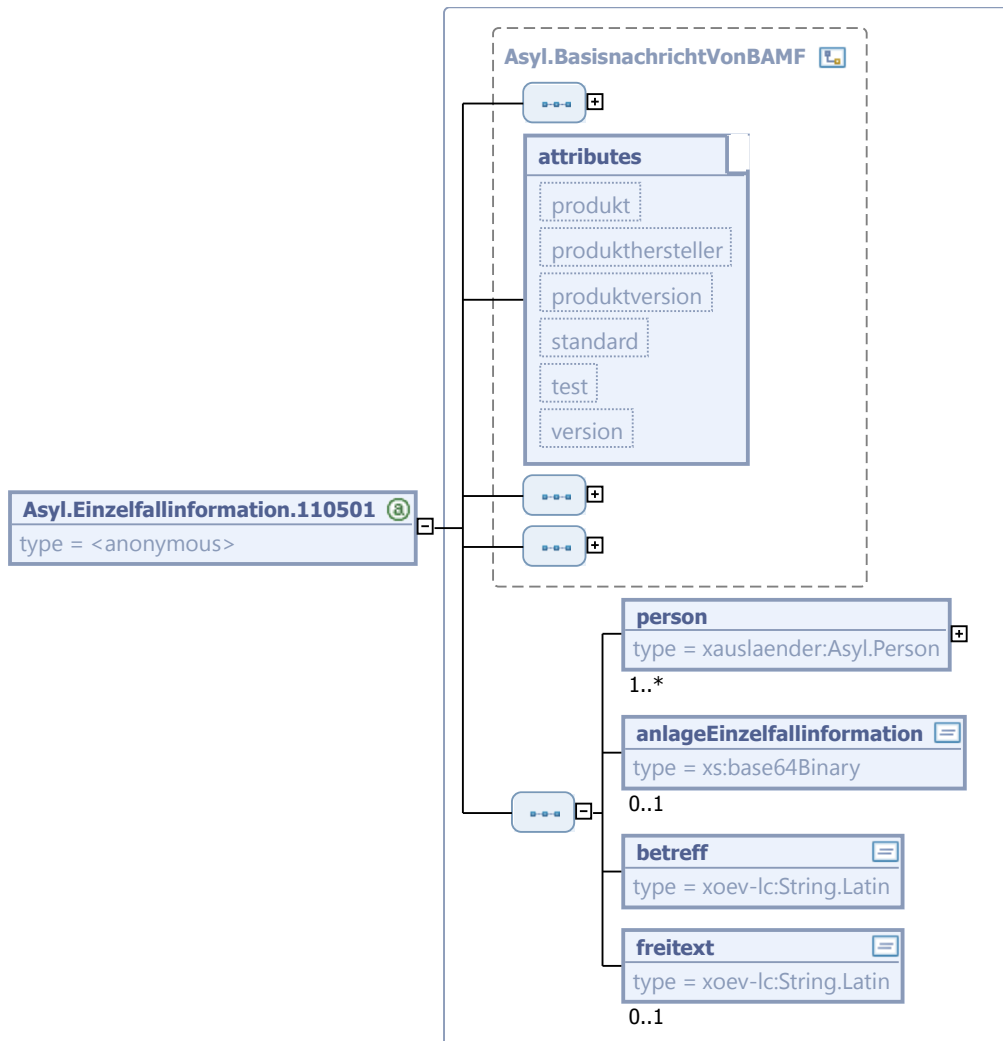 Asyl.BasisnachrichtVonBAMF
attributes
produkt
produkthersteller
produktversion
standard
test
version
Asyl.Einzelfallinformation.110501 a
type = <anonymous>
person
type = xauslaender:Asyl.Person
1..*
anlageEinzelfallinformation
type = xs:base64Binary
0..1
betreff
type = xoev-lc:String.Latin
freitext
type = xoev-lc:String.Latin
0..1